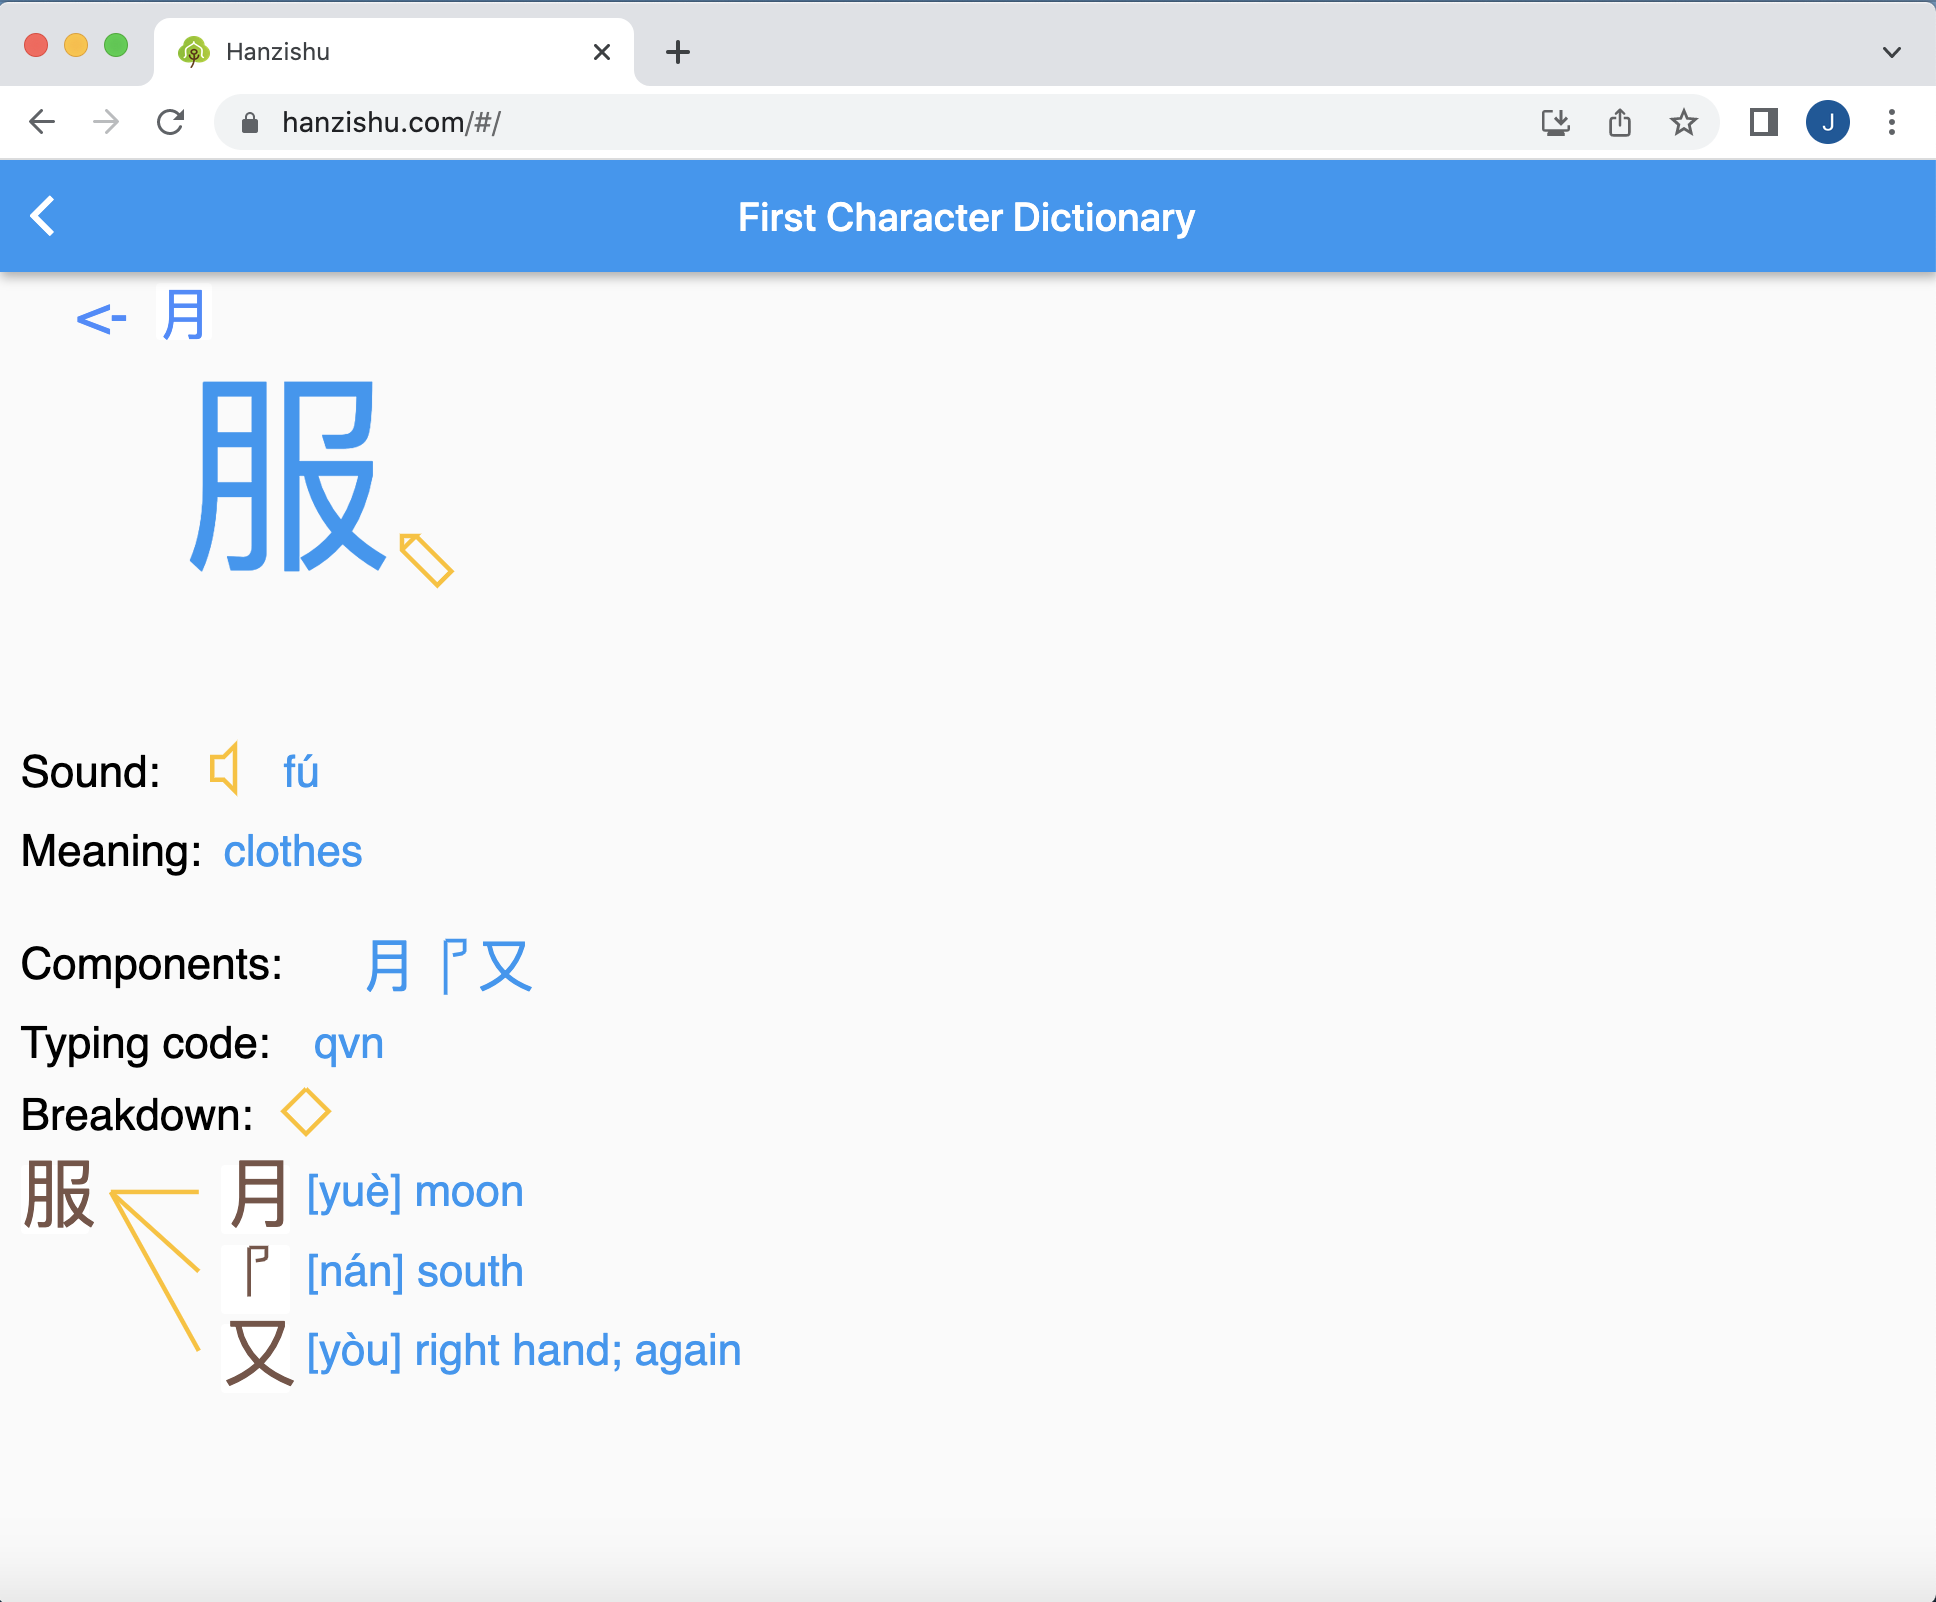 Hanzishu
hanzishu.com/#/
J
First Character Dictionary
<- 月
服
Sound: fú
Meaning: clothes
Components: 月 卩 又
Typing code: qvn
Breakdown:
服 月 [yuè] moon
卩 [nán] south
又 [yòu] right hand; again